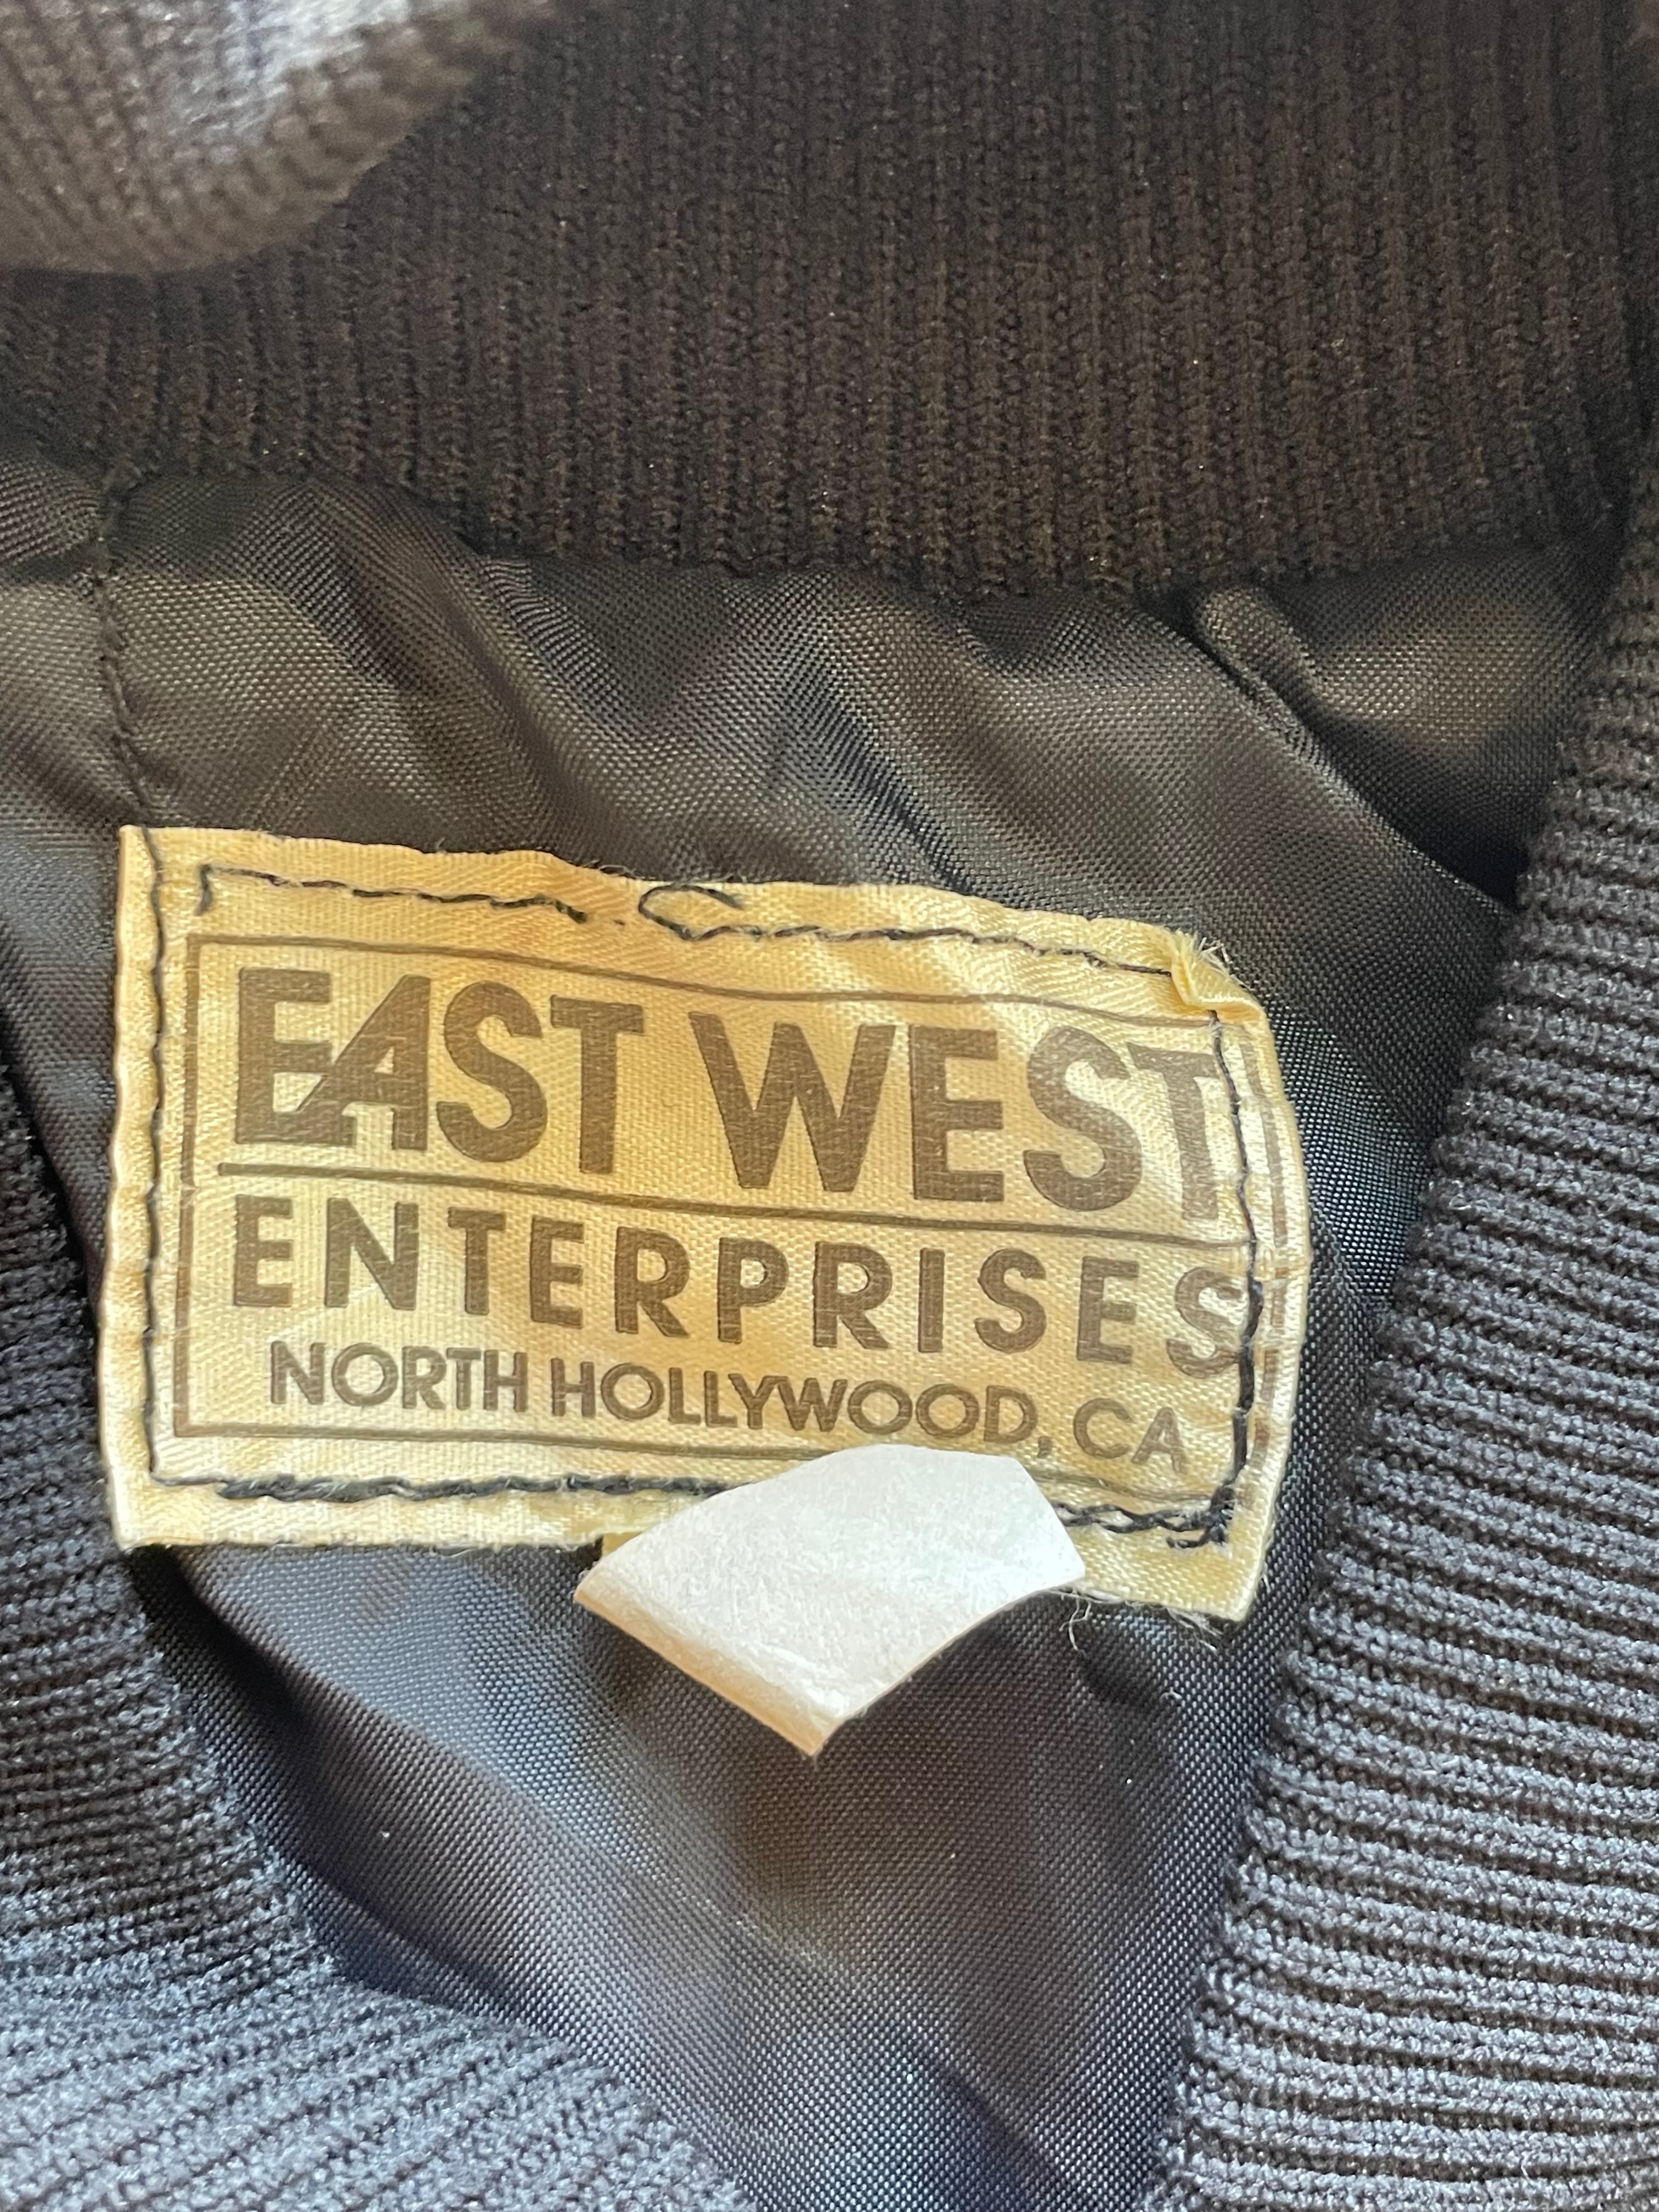 EAST WEST
ENTERPRISES
NORTH HOLLYWOOD, CA